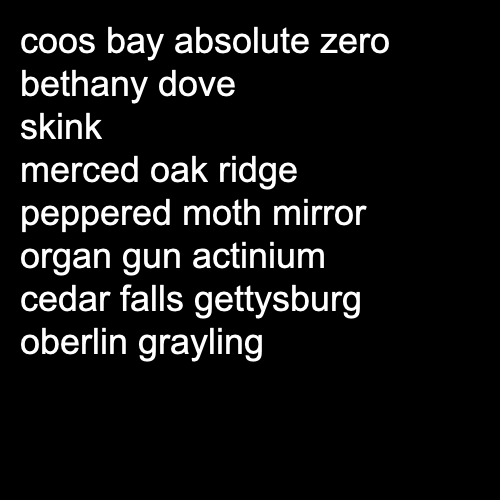 coos bay absolute zero
bethany dove
skink
merced oak ridge
peppered moth mirror
organ gun actinium
cedar falls gettysburg
oberlin grayling